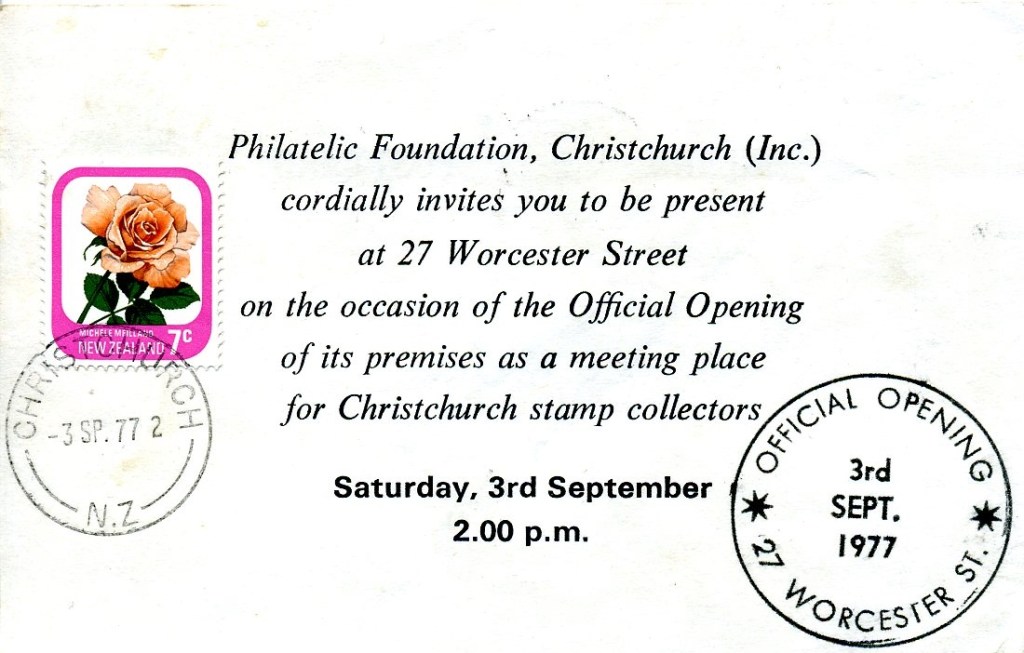 Philatelic Foundation, Christchurch (Inc.)
cordially invites you to be present
at 27 Worcester Street
on the occasion of the Official Opening
of its premises as a meeting place
for Christchurch stamp collectors
Saturday, 3rd September
2.00 p.m.
MICHELE MEILLAND
NEW ZEALAND 7c
CHRISTCHURCH
-3 SP. 77 2
N.Z
OFFICIAL OPENING
3rd
SEPT.
1977
27 WORCESTER ST.